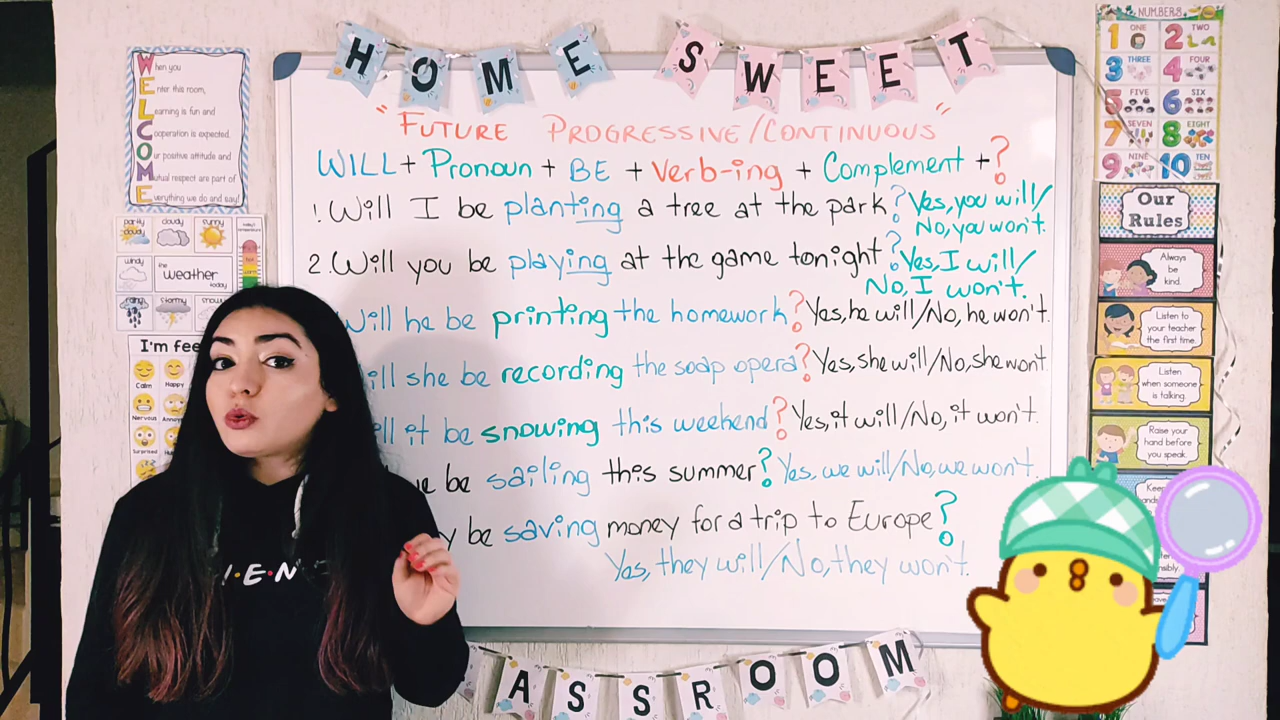 HOME SWEET
"FUTURE PROGRESSIVE/CONTINUOUS"
WILL + Pronoun + BE + Verb-ing + Complement + ?
1. Will I be planting a tree at the park? Yes, you will/
No, you won't.
2. Will you be playing at the game tonight? Yes, I will/
No, I won't.
Will he be printing the homework? Yes, he will/No, he won't.
ill she be recording the soap opera? Yes, she will/No, she won't.
ll it be snowing this weekend? Yes, it will/No, it won't.
we be sailing this summer? Yes, we will/No, we won't.
y be saving money for a trip to Europe?
Yes, they will/No, they won't.
ASSROOM
When you
Enter this room,
Learning is fun and
Cooperation is expected.
Our positive attitude and
Mutual respect are part of
Everything we do and say!
partly cloudy
cloudy
sunny
windy
the weather today
rainy
stormy
snowy
I'm fee
Calm
Happy
Nervous
Surprised
I.E.N
NUMBERS
1 ONE
2 TWO
3 THREE
4 FOUR
5 FIVE
6 SIX
7 SEVEN
8 EIGHT
9 NINE
10 TEN
Our
Rules
Always
be
kind.
Listen to
your teacher
the first time.
Listen
when someone
is talking.
Raise your
hand before
you speak.